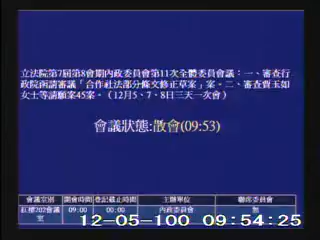 立法院第7屆第8會期內政委員會第11次全體委員會議：一、審查行
政院函請審議「合作社法部分條文修正草案」案。二、審查賈玉如
女士等請願案45案。（12月5、7、8日三天一次會）
會議狀態:散會(09:53)
會議室別 開會時間 登記截止時間 主辦單位 聯席委員會
紅樓202會議室 09:00 00:00 內政委員會 無
12-05-100 09:54:25